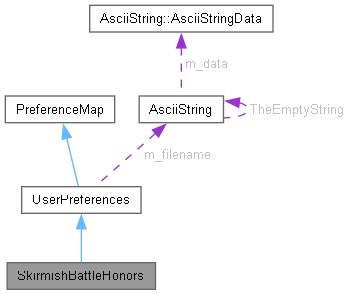 AsciiString::AsciiStringData
m_data
PreferenceMap
AsciiString
TheEmptyString
m_filename
UserPreferences
SkirmishBattleHonors